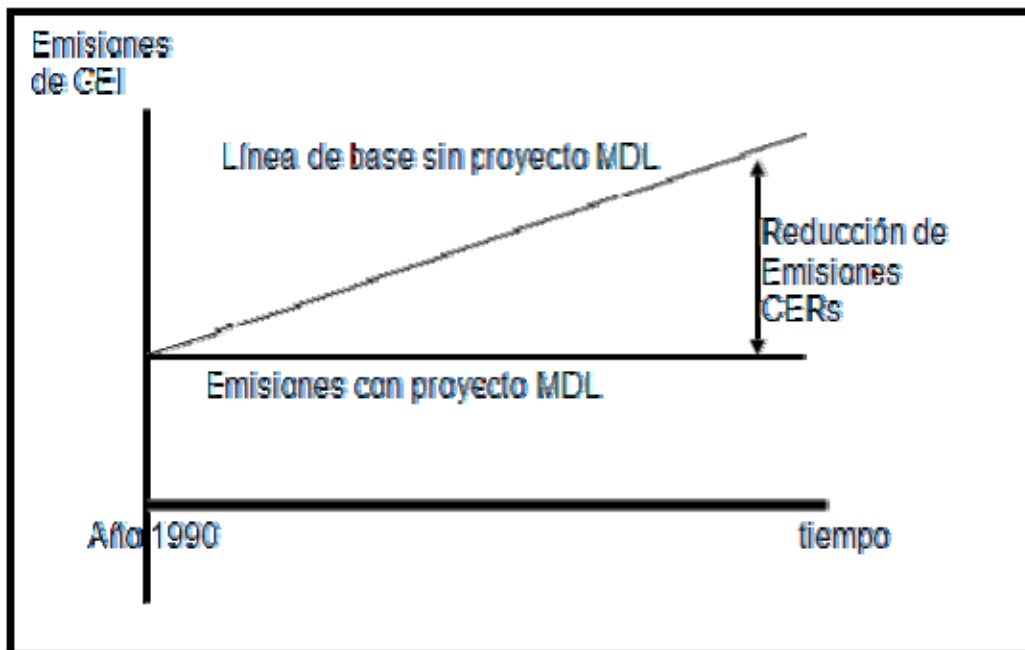 Emisiones
de GEI
Línea de base sin proyecto MDL
Reducción de
Emisiones
CERs
Emisiones con proyecto MDL
Año 1990
tiempo